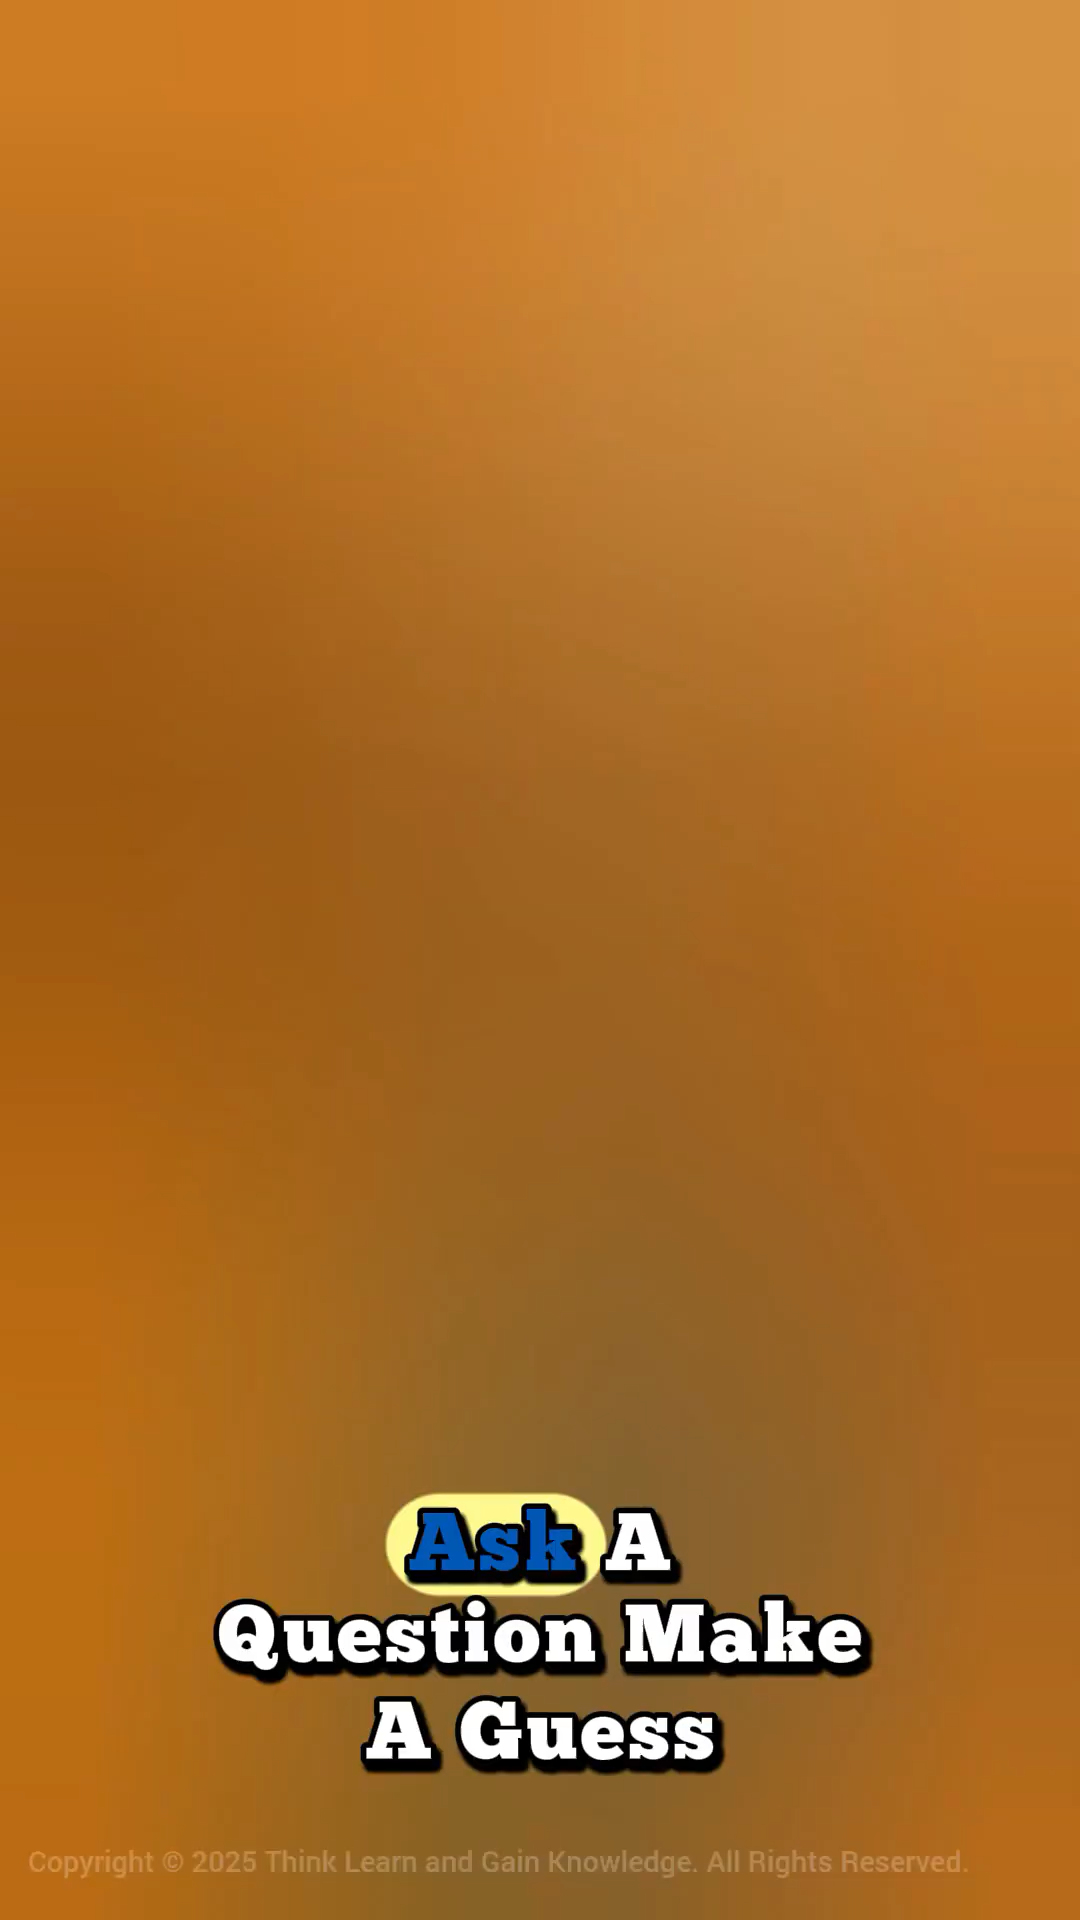 Ask A
Question Make
A Guess
Copyright © 2025 Think Learn and Gain Knowledge. All Rights Reserved.